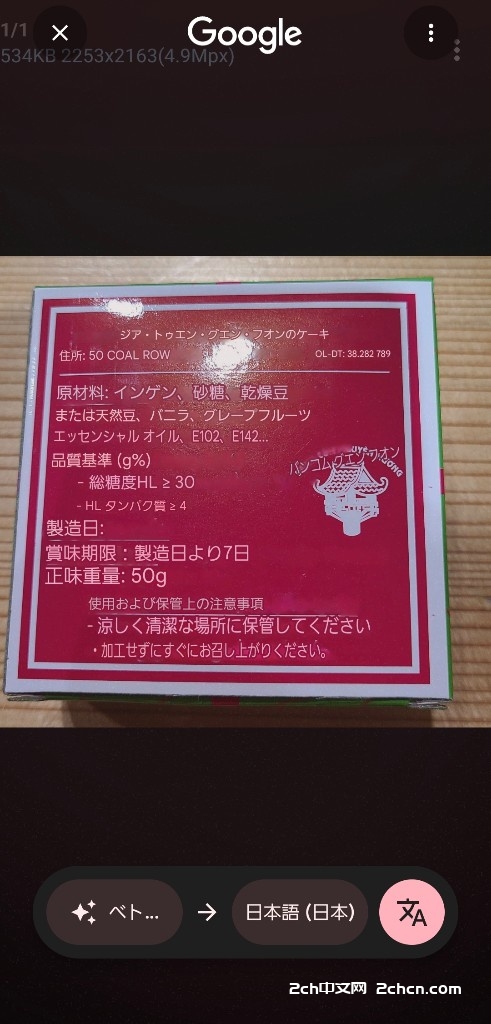 1/1
Google
534KB 2253x2163(4.9Mpx)
ジア・トゥエン・グエン・フオンのケーキ
住所: 50 COAL ROW
OL-DT: 38.282 789
原材料: インゲン、砂糖、乾燥豆
または天然豆、バニラ、グレープフルーツ
エッセンシャル オイル、E102、E142...
品質基準 (g%)
- 総糖度HL ≥ 30
- HL タンパク質 ≥ 4
バンコムグエンフオン
製造日:
賞味期限：製造日より7日
正味重量: 50g
使用および保管上の注意事項
- 涼しく清潔な場所に保管してください
・加工せずにすぐにお召し上がりください。
ベト...
日本語 (日本)
2ch中文网 2chcn.com